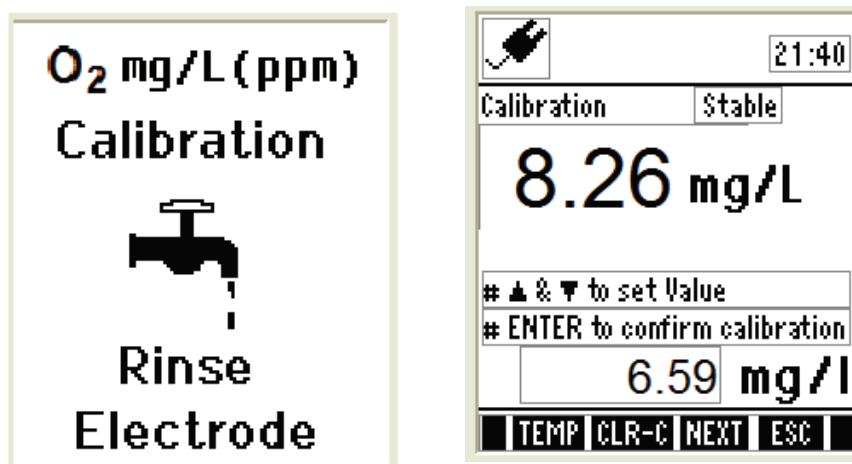 O₂ mg/L(ppm)
Calibration
Rinse
Electrode
21:40
Calibration Stable
8.26 mg/L
# ▲ & ▼ to set Value
# ENTER to confirm calibration
6.59 mg/l
TEMP CLR-C NEXT ESC